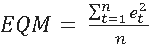 EQM = \frac{\sum_{t=1}^{n} e_t^2}{n}